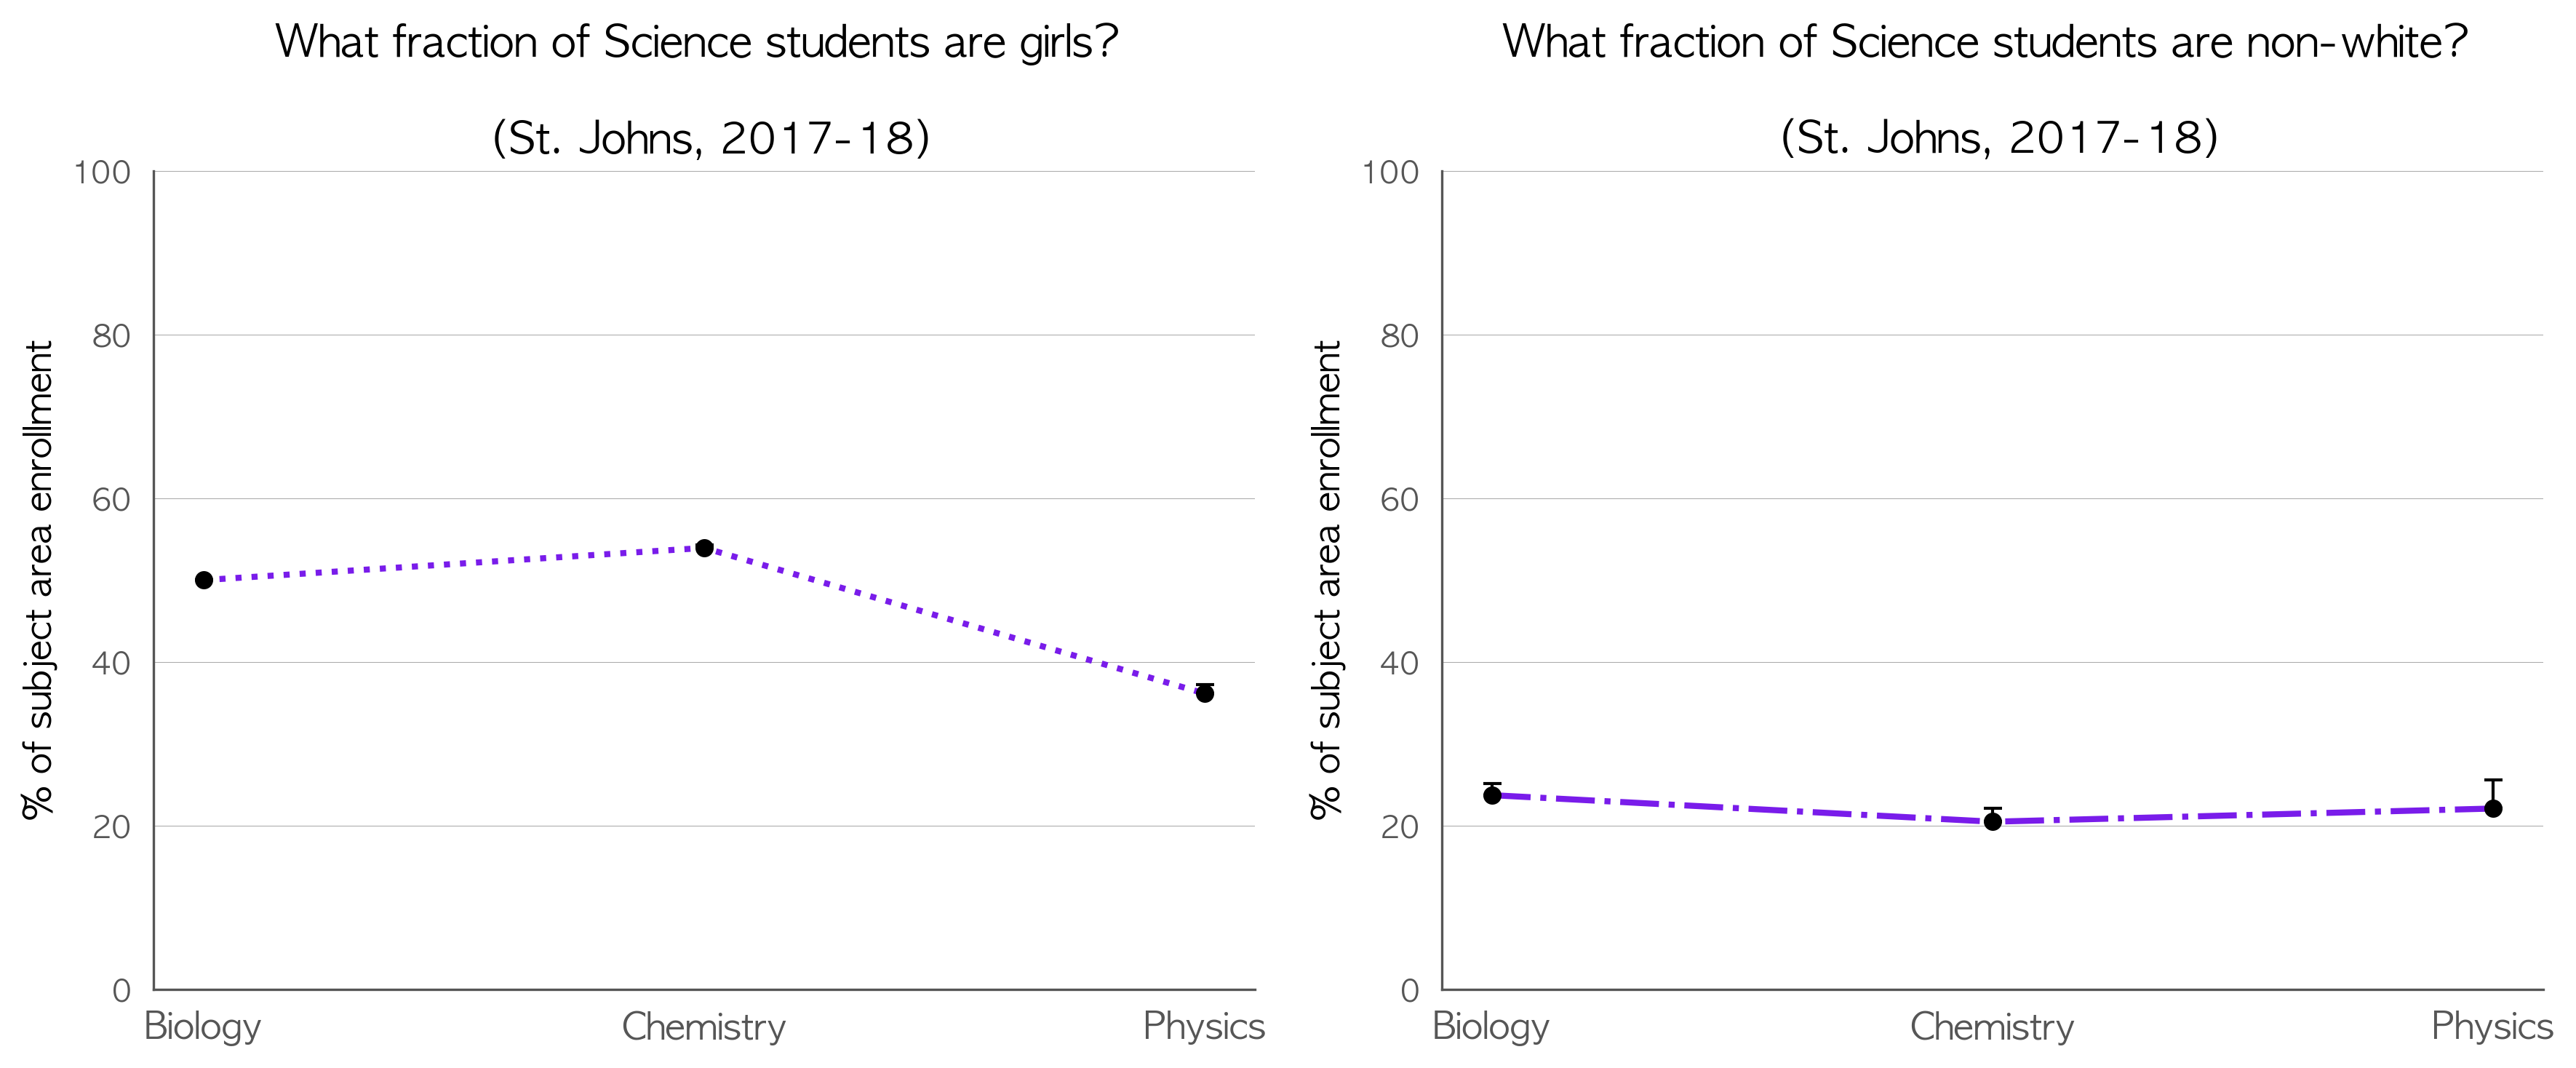 What fraction of Science students are girls?
(St. Johns, 2017-18)
% of subject area enrollment
100
80
60
40
20
0
Biology
Chemistry
Physics
What fraction of Science students are non-white?
(St. Johns, 2017-18)
% of subject area enrollment
100
80
60
40
20
0
Biology
Chemistry
Physics